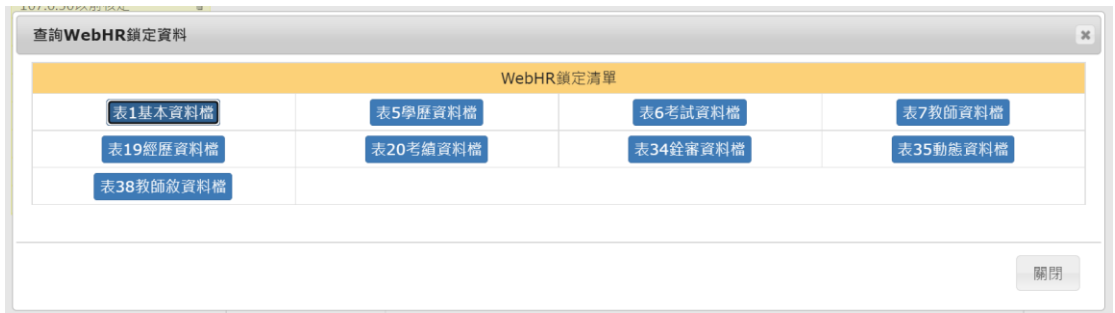 查詢WebHR鎖定資料
WebHR鎖定清單
表1基本資料檔 表5學歷資料檔 表6考試資料檔 表7教師資料檔
表19經歷資料檔 表20考績資料檔 表34銓審資料檔 表35動態資料檔
表38教師敘資料檔
關閉